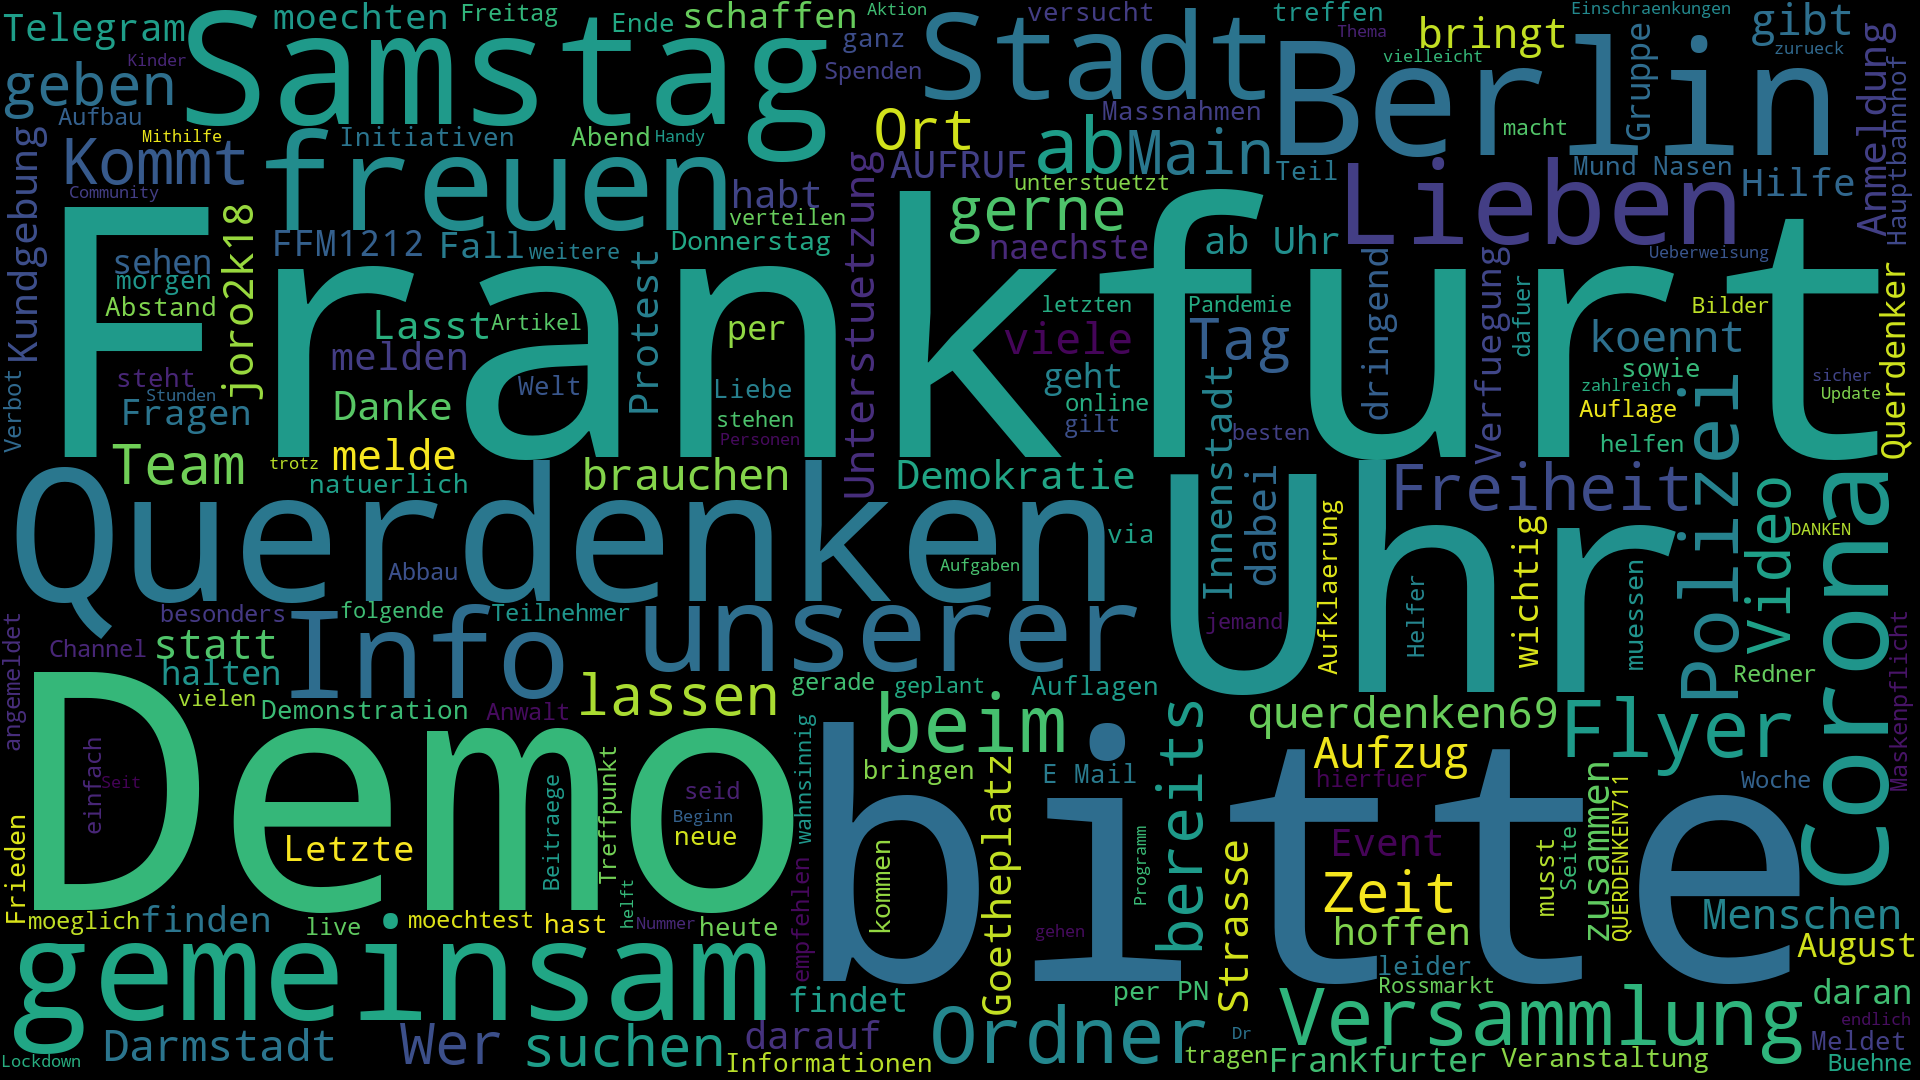 Telegram
moechten
Freitag
Ende
schaffen
Aktion
versucht
treffen
Einschraenkungen
gibt
Samstag
Stadt
Berlin
Thema
bringt
zurueck
ganz
vielleicht
Kinder
geben
Spenden
Gruppe
Anmeldung
Hauptbahnhof
Aufbau
Massnahmen
Mithilfe
Initiativen
Abend
Handy
Ort
ab
Main
macht
Kommt
freuen
AUFRUF
Teil
Mund Nasen
Hilfe
Community
habt
unterstuetzt
Lieben
Kundgebung
verteilen
gerne
joro2k18
FFM1212
Fall
weitere
Donnerstag
naechste
ab Uhr
Ueberweisung
sehen
morgen
Abstand
Frankfurt
Protest
Unterstuetzung
letzten
Pandemie
dringend
Verfuegung
dafuer
Bilder
Querdenker
Lasst
Artikel
per
viele
Tag
koennt
melden
sowie
steht
Stunden
Welt
Liebe
geht
zahlreich
sicher
Update
Verbot
Fragen
Danke
stehen
online
gilt
Auflage
Personen
besten
helfen
Team
trotz
melde
natuerlich
brauchen
Demokratie
Innenstadt
dabei
Freiheit
Polizei
Video
Corona
Querdenken
Uhr
via
Aufklaerung
wichtig
DANKEN
Abbau
Aufgaben
Helfer
muessen
besonders
folgende
Teilnehmer
unserer
jemand
angemeldet
Channel
statt
Info
halten
gerade
geplant
Auflagen
Redner
Maskenpflicht
vielen
Demonstration
Anwalt
lassen
beim
querdenken69
Flyer
Demo
bitte
bereits
Aufzug
einfach
Seit
Treffpunkt
wahnsinnig
bringen
E Mail
hierfuer
Woche
Beitraege
seid
Beginn
neue
Goetheplatz
zusammen
QUERDENKEN711
Frieden
Letzte
Programm
Strasse
Event
musst
Seite
empfehlen
kommen
Zeit
Menschen
moeglich
finden
live
moechtest
hast
helft
Nummer
heute
gehen
hoffen
August
gemeinsam
leider
findet
per PN
Rossmarkt
daran
Darmstadt
Wer
suchen
darauf
Ordner
Dr
Versammlung
endlich
Meldet
Lockdown
Informationen
tragen
Frankfurter
Veranstaltung
Buehne